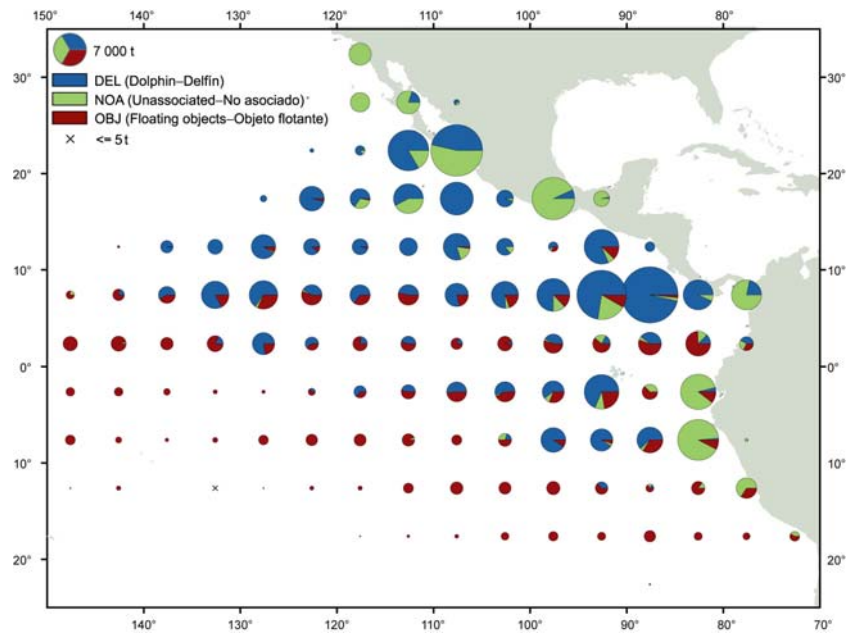 150° 140° 130° 120° 110° 100° 90° 80°
7 000 t
DEL (Dolphin–Delfín)
NOA (Unassociated–No asociado)
OBJ (Floating objects–Objeto flotante)
× <= 5 t
30° 30°
20° 20°
10° 10°
0° 0°
10° 10°
20° 20°
140° 130° 120° 110° 100° 90° 80° 70°